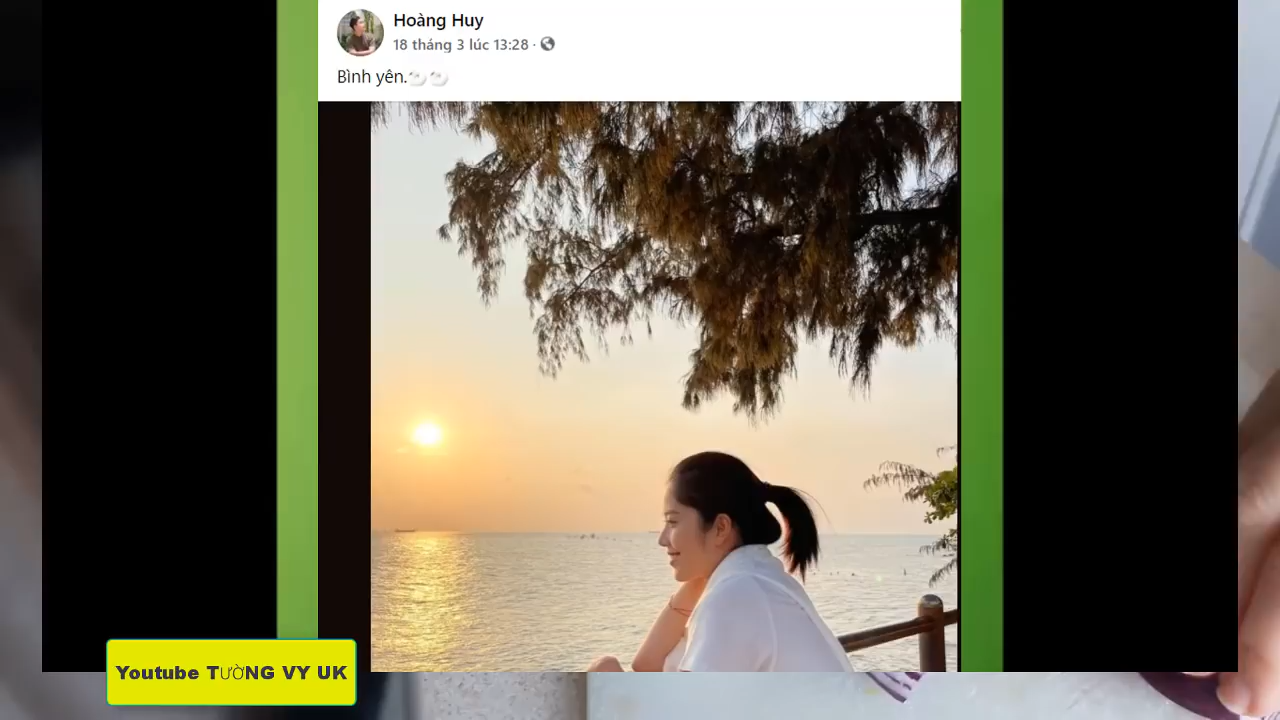 Hoàng Huy
18 tháng 3 lúc 13:28 ·
Bình yên.
Youtube TƯỜNG VY UK